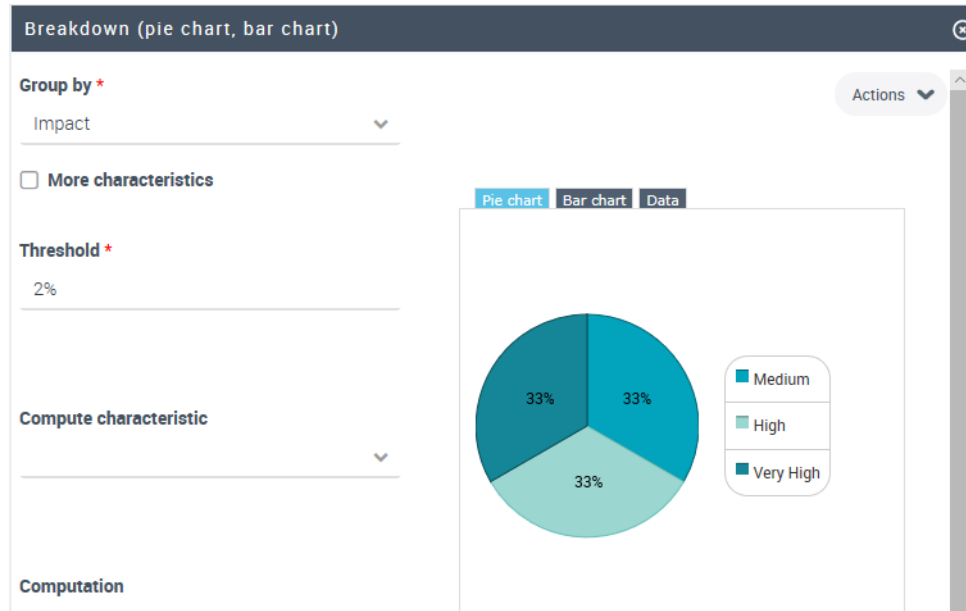 Breakdown (pie chart, bar chart)
Group by *
Actions
Impact
More characteristics
Pie chart Bar chart Data
Threshold *
2%
33% 33%
33%
Medium
High
Very High
Compute characteristic
Computation